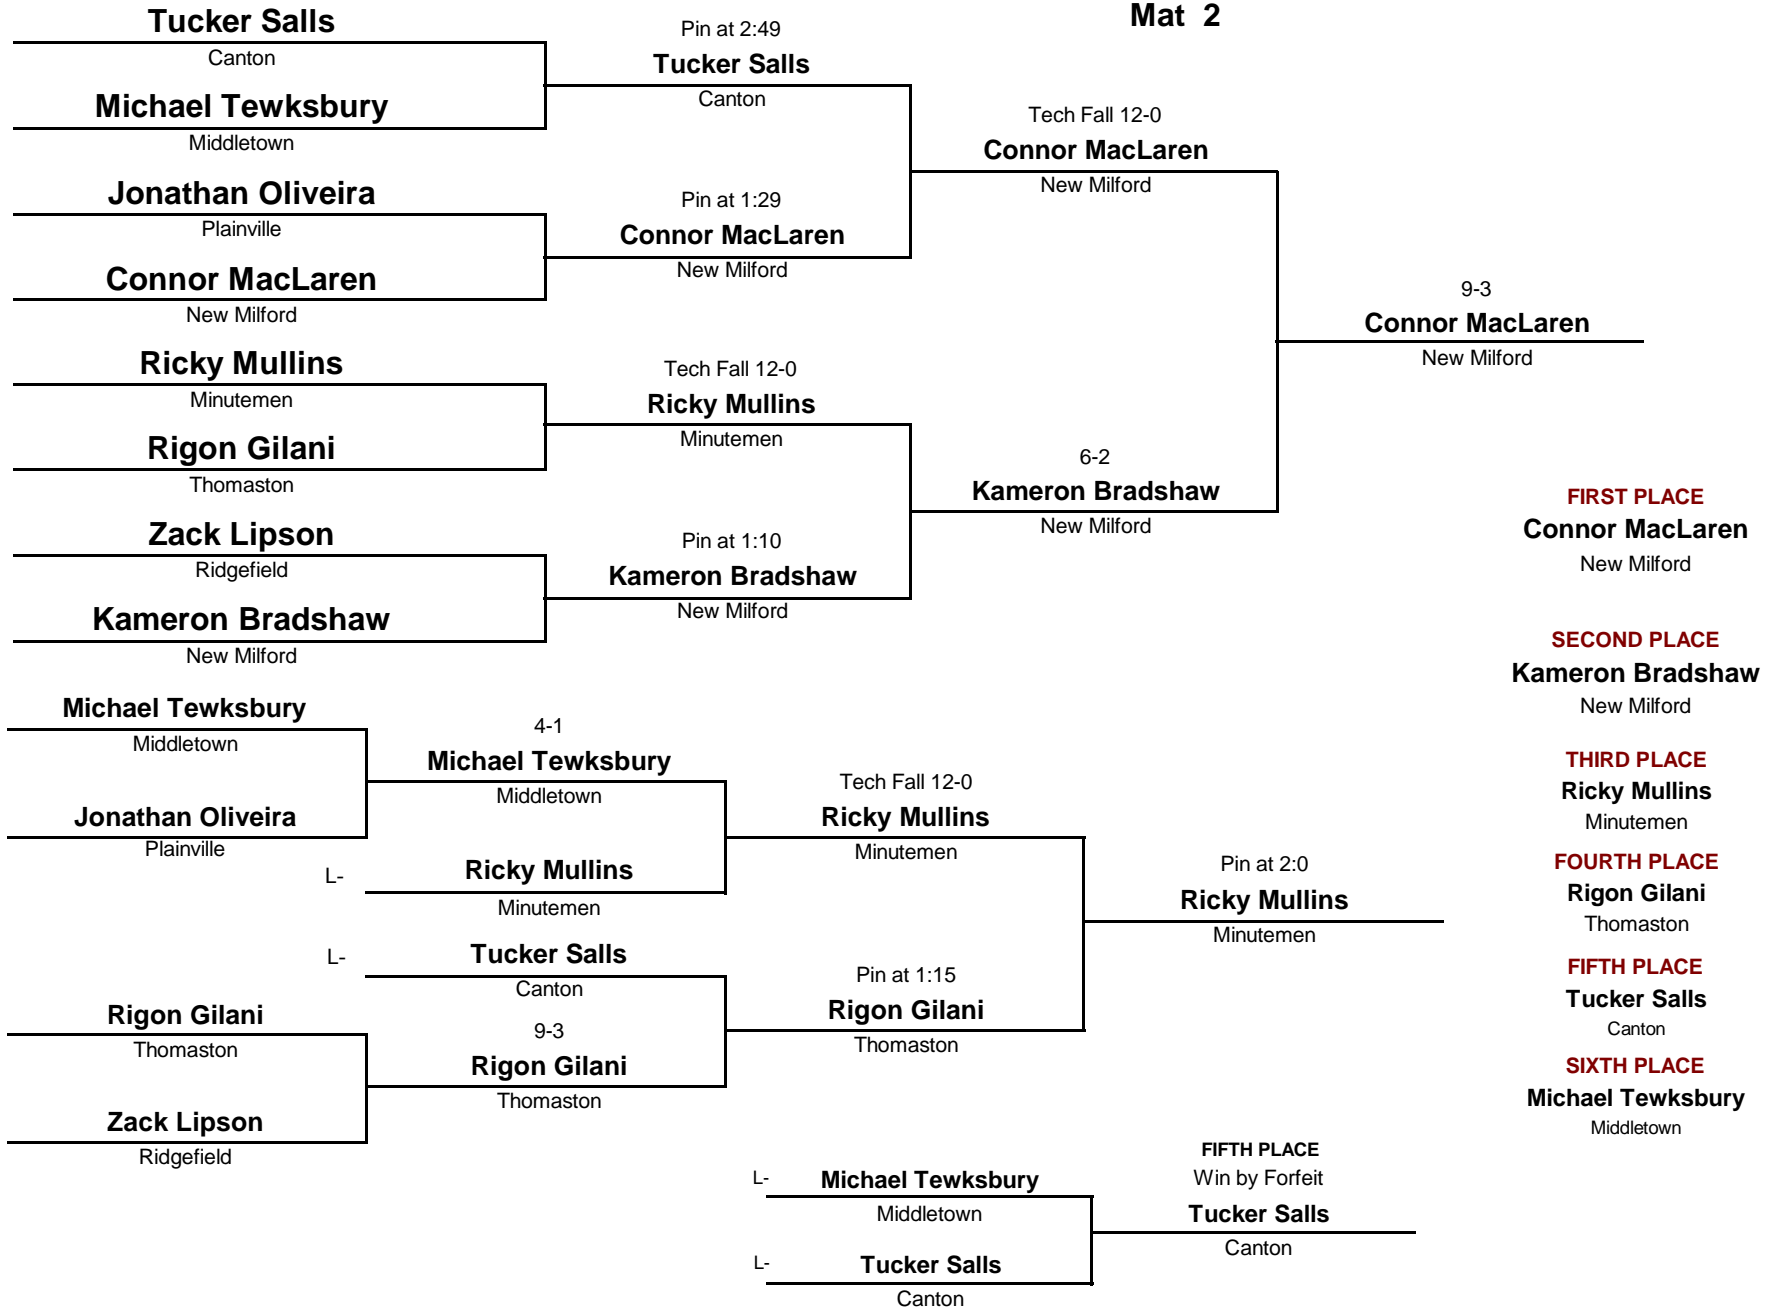 Mat 2
Tucker Salls
Canton
Michael Tewksbury
Middletown
Jonathan Oliveira
Plainville
Connor MacLaren
New Milford
Ricky Mullins
Minutemen
Rigon Gilani
Thomaston
Zack Lipson
Ridgefield
Kameron Bradshaw
New Milford
Pin at 2:49
Tucker Salls
Canton
Pin at 1:29
Connor MacLaren
New Milford
Tech Fall 12-0
Ricky Mullins
Minutemen
Pin at 1:10
Kameron Bradshaw
New Milford
Tech Fall 12-0
Connor MacLaren
New Milford
6-2
Kameron Bradshaw
New Milford
9-3
Connor MacLaren
New Milford
Michael Tewksbury
Middletown
Jonathan Oliveira
Plainville
Rigon Gilani
Thomaston
Zack Lipson
Ridgefield
4-1
Michael Tewksbury
Middletown
L-
Ricky Mullins
Minutemen
L-
Tucker Salls
Canton
9-3
Rigon Gilani
Thomaston
Tech Fall 12-0
Ricky Mullins
Minutemen
Pin at 1:15
Rigon Gilani
Thomaston
Pin at 2:0
Ricky Mullins
Minutemen
L-
Michael Tewksbury
Middletown
L-
Tucker Salls
Canton
FIFTH PLACE
Win by Forfeit
Tucker Salls
Canton
FIRST PLACE
Connor MacLaren
New Milford
SECOND PLACE
Kameron Bradshaw
New Milford
THIRD PLACE
Ricky Mullins
Minutemen
FOURTH PLACE
Rigon Gilani
Thomaston
FIFTH PLACE
Tucker Salls
Canton
SIXTH PLACE
Michael Tewksbury
Middletown